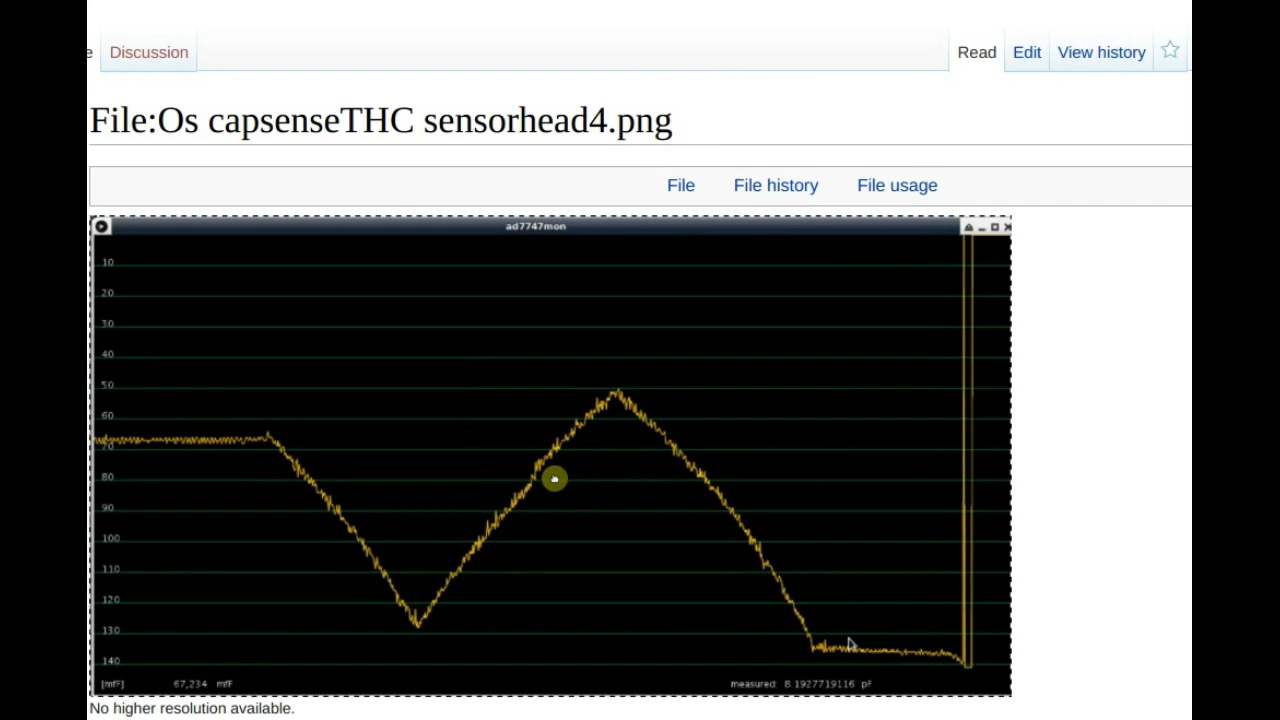 e Discussion Read Edit View history
File:Os capsenseTHC sensorhead4.png
File File history File usage
ad7747mon
10
20
30
40
50
60
70
80
90
100
110
120
130
140
[mfF] 67,234 mfF measured: 8.1927719116 pF
No higher resolution available.